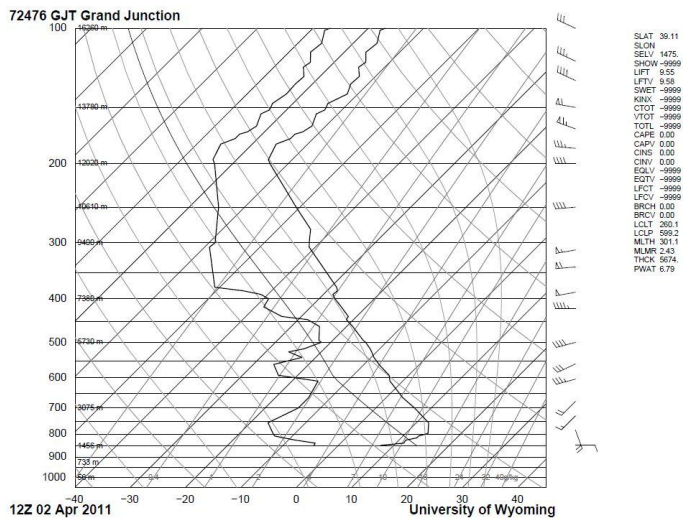 72476 GJT Grand Junction
100
200
300
400
500
600
700
800
900
1000
13780 m
12020 m
9400 m
7380 m
5730 m
3075 m
1456 m
733 m
−40
−30
−20
−10
0
10
20
30
40
12Z 02 Apr 2011
University of Wyoming
SLAT 39.11
SLON
SELV 1475.
SHOW −9999
LIFT 9.55
LFTV 9.58
SWET −9999
KINX −9999
CTOT −9999
VTOT −9999
TOTL −9999
CAPE 0.00
CAPV 0.00
CINS 0.00
CINV 0.00
EQLV −9999
EQTV −9999
LFCT −9999
LFCV −9999
BRCH 0.00
BRCV 0.00
LCLT 260.1
LCLP 599.2
MLTH 301.1
MLMR 2.43
THCK 5674.
PWAT 6.79